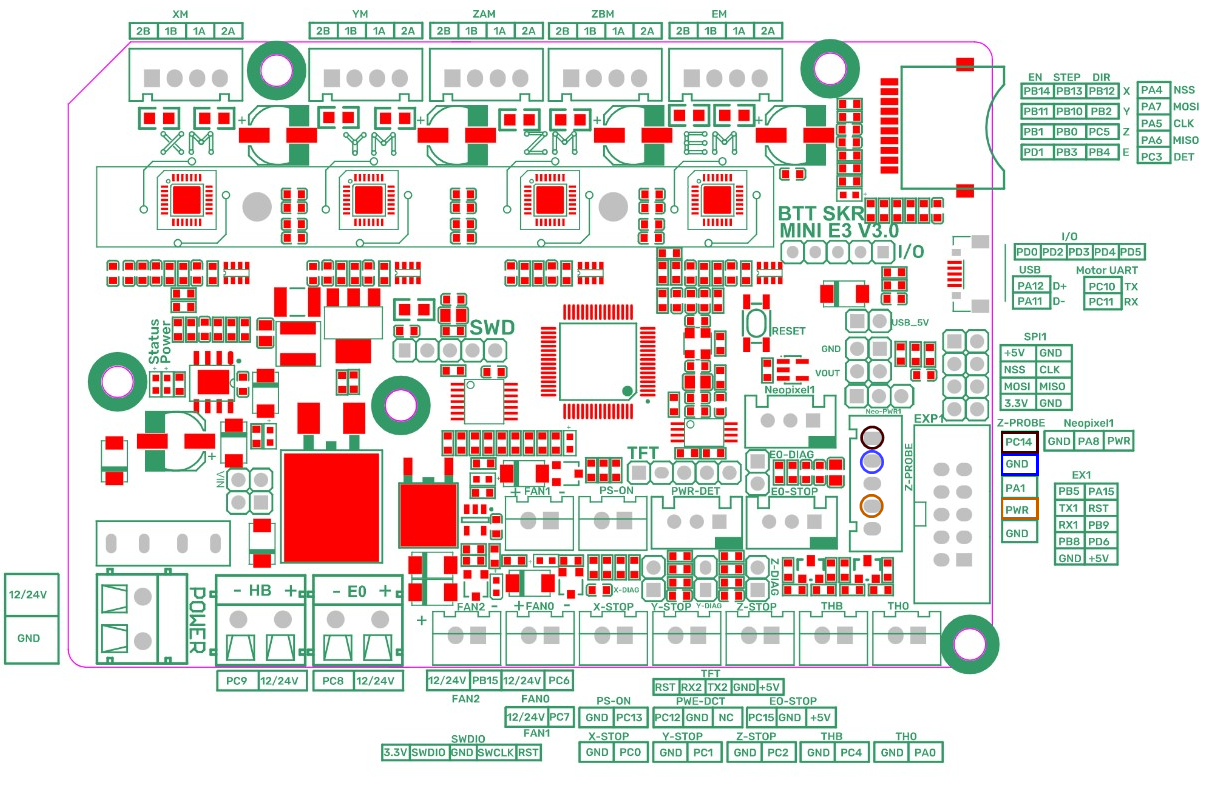 XM YM ZAM ZBM EM
2B 1B 1A 2A 2B 1B 1A 2A 2B 1B 1A 2A 2B 1B 1A 2A 2B 1B 1A 2A
EN STEP DIR
PB14 PB13 PB12 X
PB11 PB10 PB2 Y
PB1 PB0 PC5 Z
PD1 PB3 PB4 E
PA4 NSS
PA7 MOSI
PA5 CLK
PA6 MISO
PC3 DET
+ + + +
XM YM ZM EM
BTT SKR
MINI E3 V3.0
I/O
I/O
PD0 PD2 PD3 PD4 PD5
USB
PA12 D+
PA11 D-
Motor UART
PC10 TX
PC11 RX
Status
Power
SWD
RESET
USB_5V
GND
VOUT
Neopixel1
Neo-PWR1
SPI1
+5V GND
NSS CLK
MOSI MISO
3.3V GND
EXP1
Z-PROBE
PC14
GND
PA1
PWR
GND
Neopixel1
GND PA8 PWR
EX1
PB5 PA15
TX1 RST
RX1 PB9
PB8 PD6
GND +5V
+
VIN
TFT
E0-DIAG
Z-PROBE
+ FAN1 -
PS-ON
PWR-DET
E0-STOP
12/24V
GND
POWER
- HB +
- E0 +
+
FAN2 -
+ FAN0 -
X-DIAG
Y-DIAG
Z-DIAG
X-STOP
Y-STOP
Z-STOP
THB
TH0
PC9 12/24V
PC8 12/24V
12/24V PB15 12/24V PC6
FAN2 FAN0
12/24V PC7
FAN1
TFT
RST RX2 TX2 GND +5V
PS-ON PWE-DCT E0-STOP
GND PC13 PC12 GND NC PC15 GND +5V
SWDIO
3.3V SWDIO GND SWCLK RST
X-STOP Y-STOP Z-STOP THB TH0
GND PC0 GND PC1 GND PC2 GND PC4 GND PA0